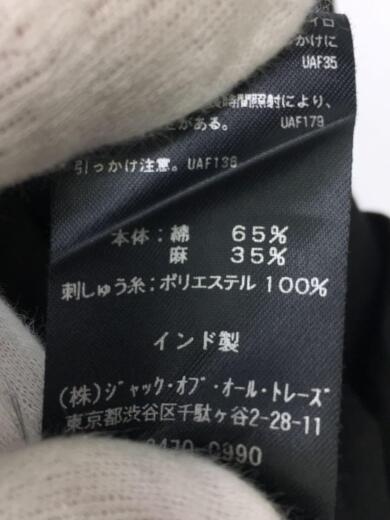 イロ
かけに
UAF35
時間照射により、
がある。 UAF179
引っかけ注意。UAF136
本体：綿 65%
麻 35%
刺しゅう糸：ポリエステル 100%
インド製
(株)ジャック・オブ・オール・トレーズ
東京都渋谷区千駄ヶ谷2-28-11